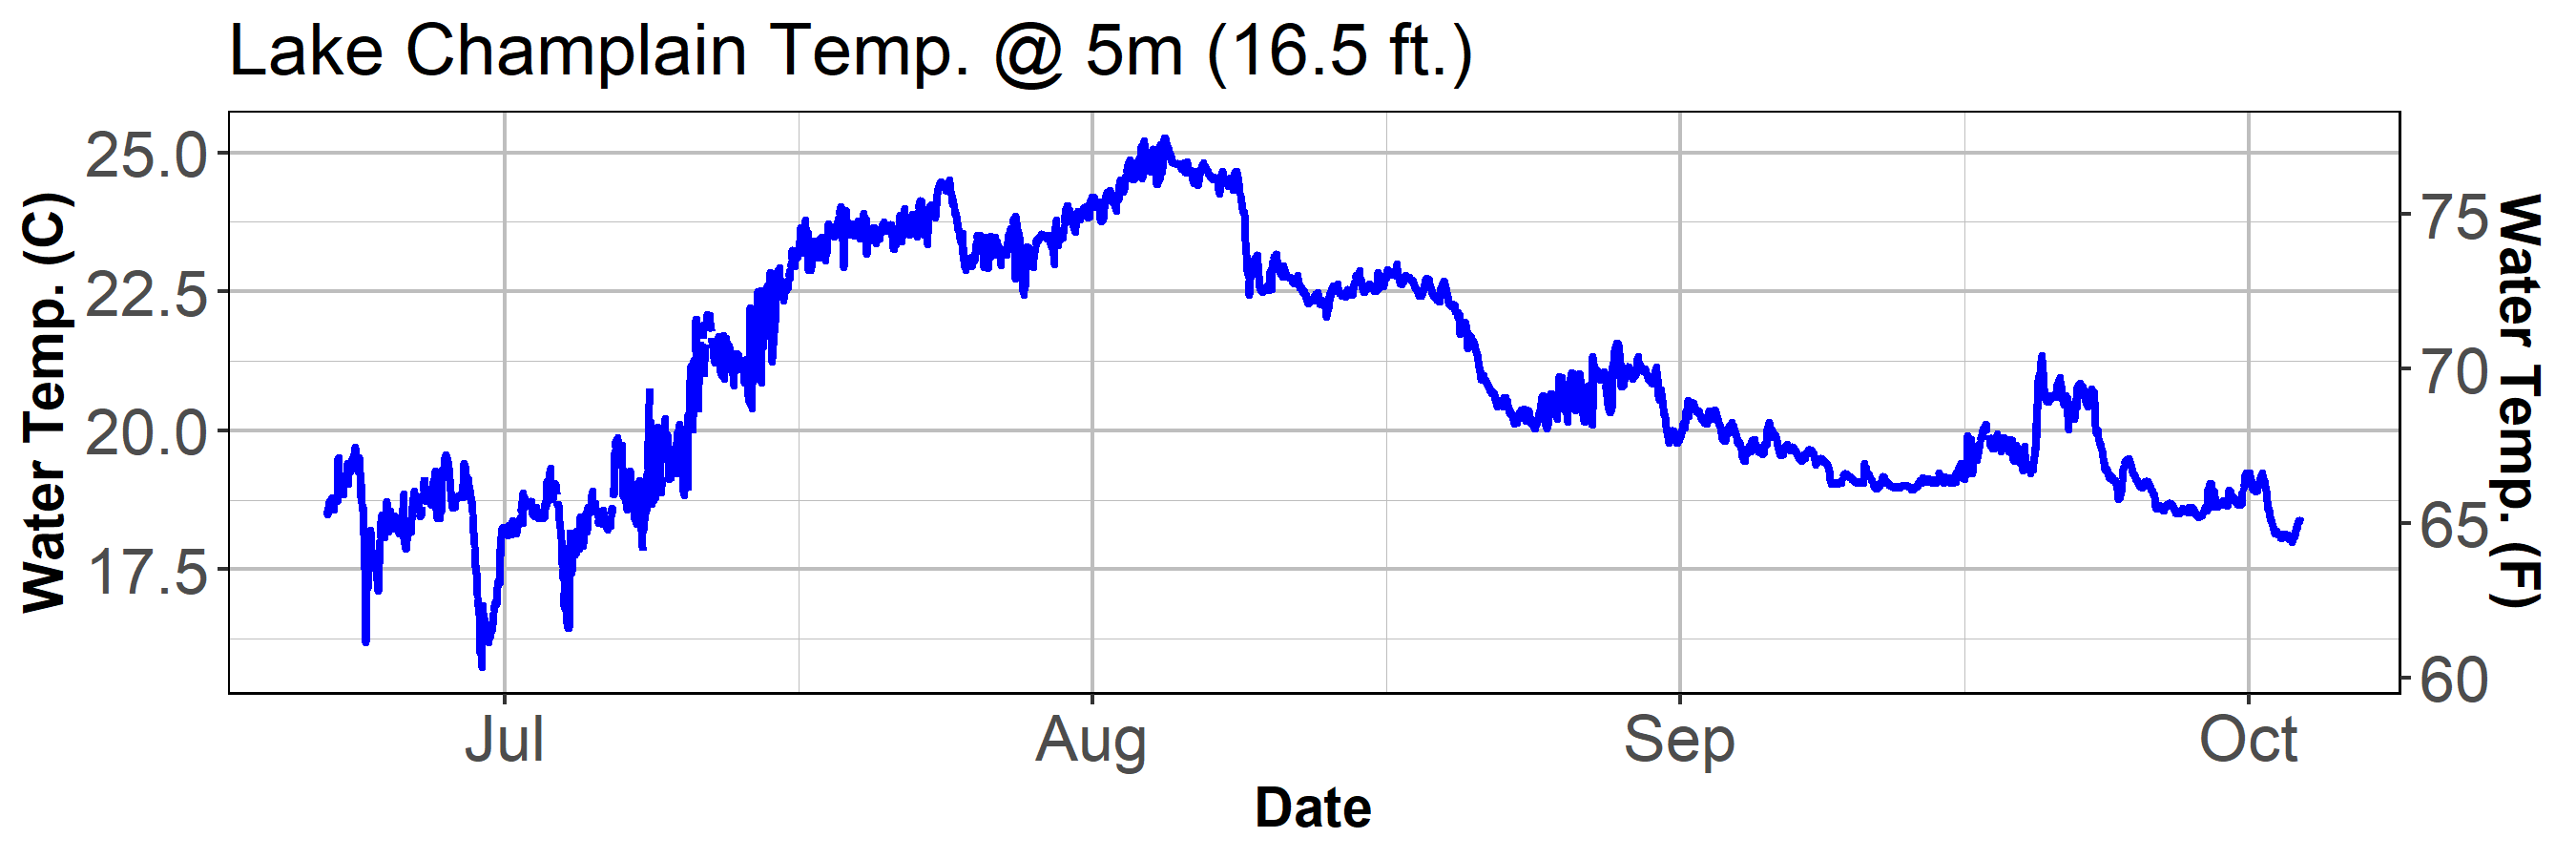 Lake Champlain Temp. @ 5m (16.5 ft.)
Water Temp. (C)
25.0
22.5
20.0
17.5
75
70
65
60
Water Temp. (F)
Jul
Aug
Sep
Oct
Date